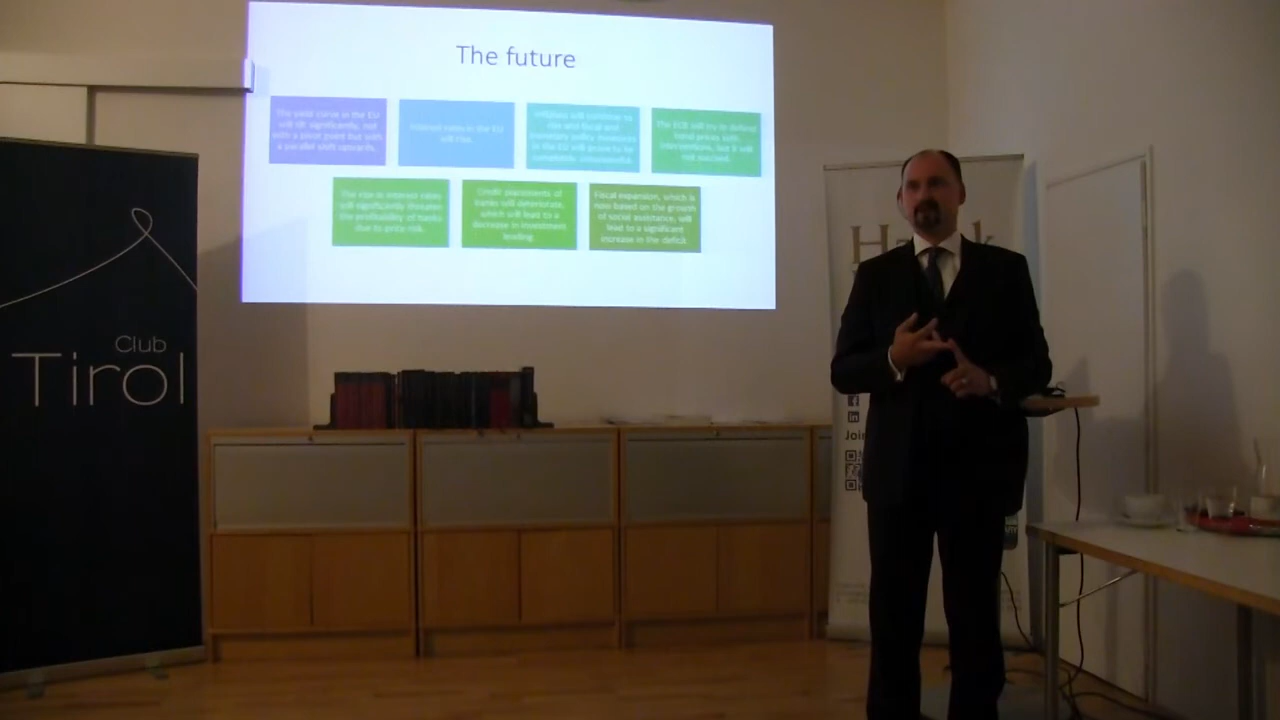 The future
The yield curve in the EU
will tilt significantly, not
with a pivot point but with
a parallel shift upwards.
Interest rates in the EU
will rise.
Inflation will continue to
rise and fiscal and
monetary policy measures
in the EU will prove to be
completely unsuccessful.
The ECB will try to defend
bond prices with
interventions, but it will
not succeed.
The rise in interest rates
will significantly threaten
the profitability of banks
due to price risk.
Credit placements of
banks will deteriorate,
which will lead to a
decrease in investment
lending.
Fiscal expansion, which is
now based on the growth
of social assistance, will
lead to a significant
increase in the deficit.
Club
Tirol
Ha k
Join